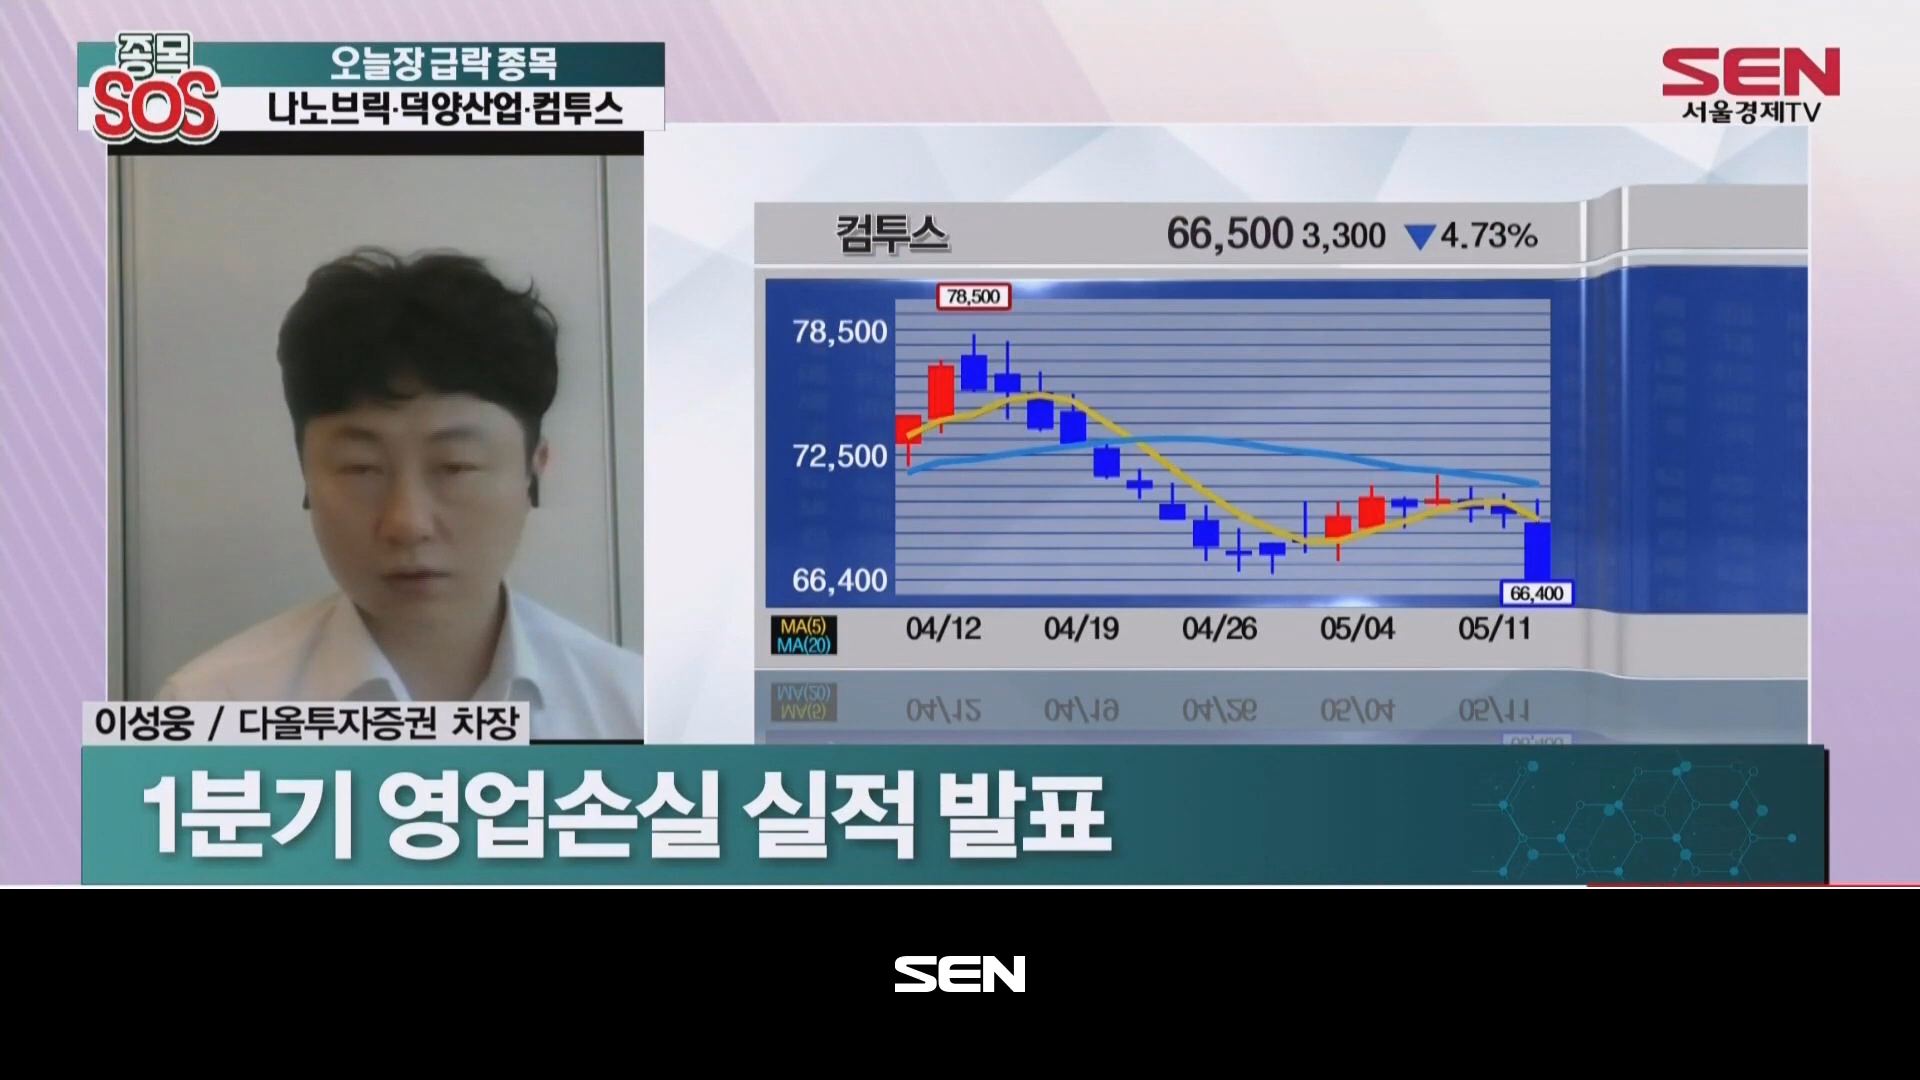 종목
SOS
오늘장 급락 종목
나노브릭·덕양산업·컴투스
SEN
서울경제TV
컴투스 66,500 3,300 ▼4.73%
78,500
78,500
72,500
66,400
66,400
MA(5)
MA(20)
04/12 04/19 04/26 05/04 05/11
이성웅 / 다올투자증권 차장
1분기 영업손실 실적 발표
SEN